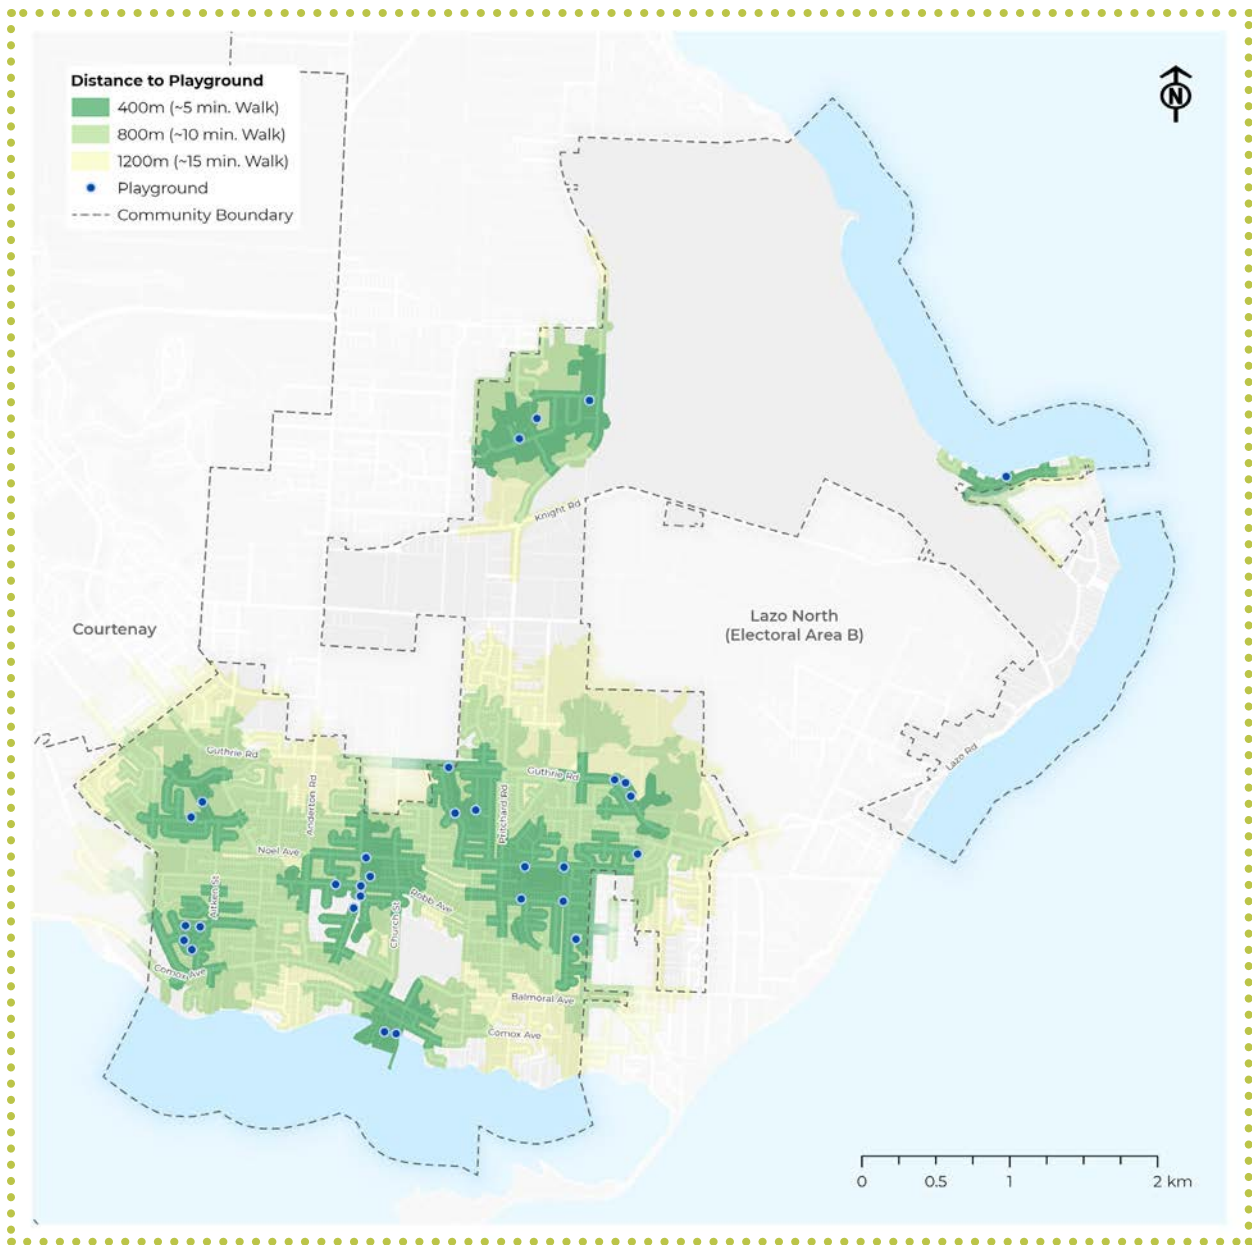 Distance to Playground
400m (~5 min. Walk)
800m (~10 min. Walk)
1200m (~15 min. Walk)
Playground
Community Boundary
N
Knight Rd
Courtenay
Lazo North
(Electoral Area B)
Lazo Rd
Guthrie Rd
Guthrie Rd
Anderton Rd
Pritchard Rd
Noel Ave
Aitken St
Robb Ave
Church St
Comox Ave
Balmoral Ave
Comox Ave
0 0.5 1 2 km